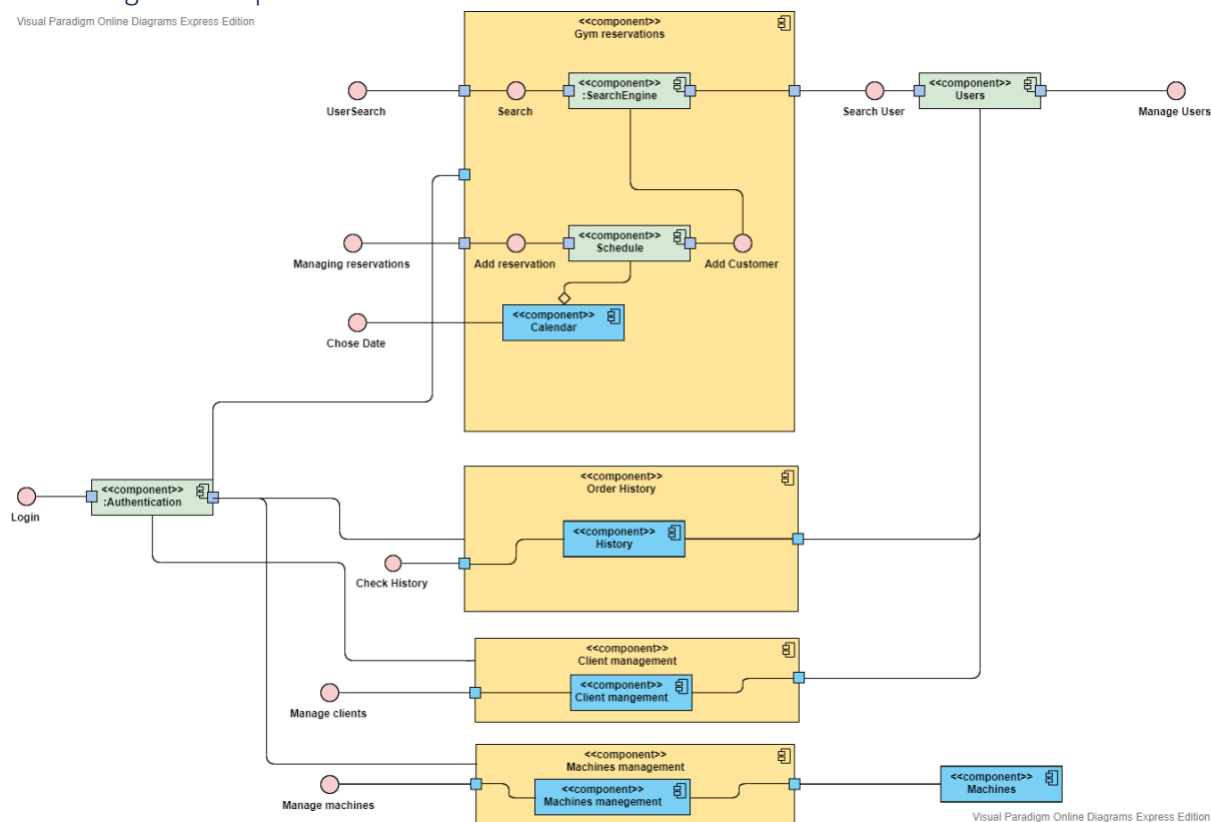 Visual Paradigm Online Diagrams Express Edition
<<component>>
Gym reservations
UserSearch
Search
<<component>>
:SearchEngine
Search User
<<component>>
Users
Manage Users
Managing reservations
Add reservation
<<component>>
Schedule
Add Customer
Chose Date
<<component>>
Calendar
Login
<<component>>
:Authentication
<<component>>
Order History
<<component>>
History
Check History
<<component>>
Client management
<<component>>
Client mangement
Manage clients
<<component>>
Machines management
<<component>>
Machines manegement
Manage machines
<<component>>
Machines
Visual Paradigm Online Diagrams Express Edition